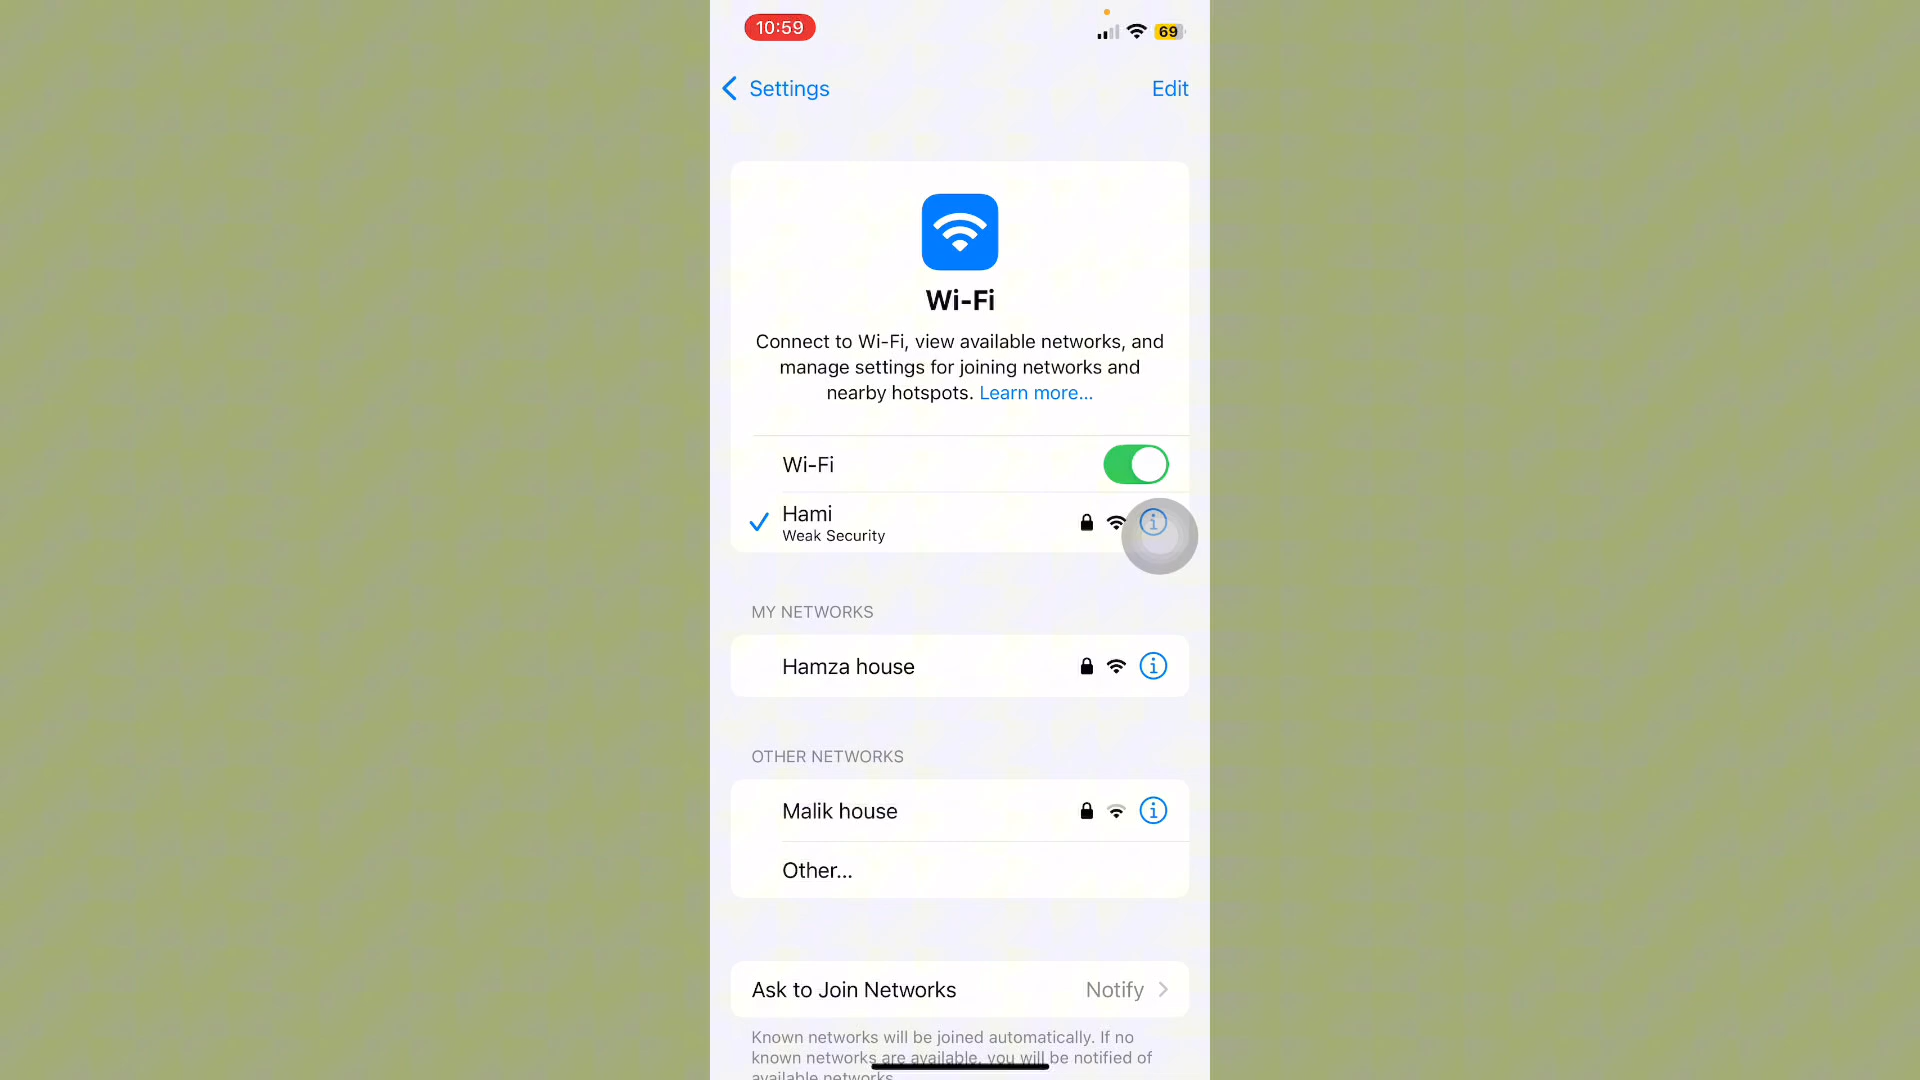 10:59
69
Settings
Edit
Wi-Fi
Connect to Wi-Fi, view available networks, and
manage settings for joining networks and
nearby hotspots. Learn more...
Wi-Fi
Hami
Weak Security
MY NETWORKS
Hamza house
OTHER NETWORKS
Malik house
Other...
Ask to Join Networks
Notify
Known networks will be joined automatically. If no
known networks are available, you will be notified of
available networks.